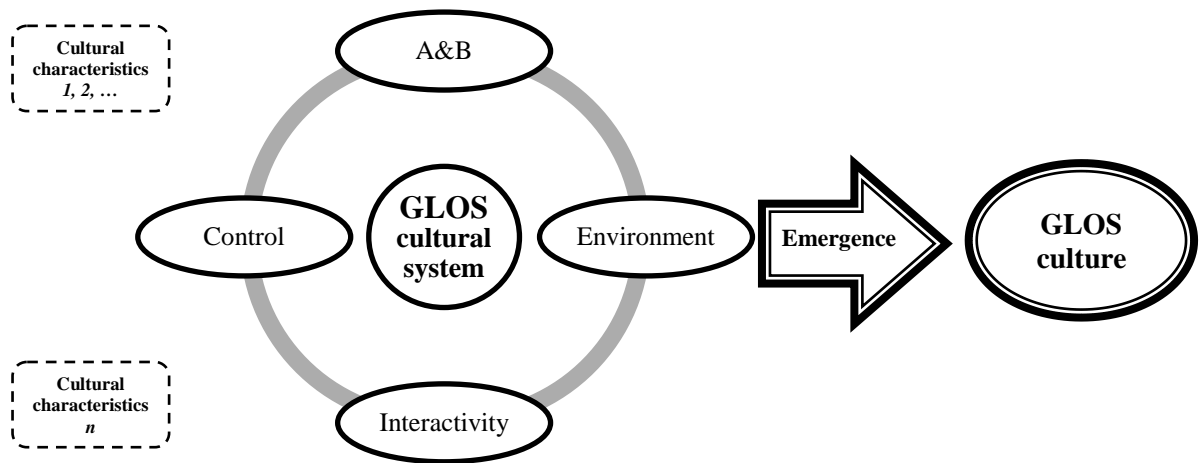 Cultural
characteristics
1, 2, …
A&B
Control
GLOS
cultural
system
Environment
Emergence
GLOS
culture
Cultural
characteristics
n
Interactivity